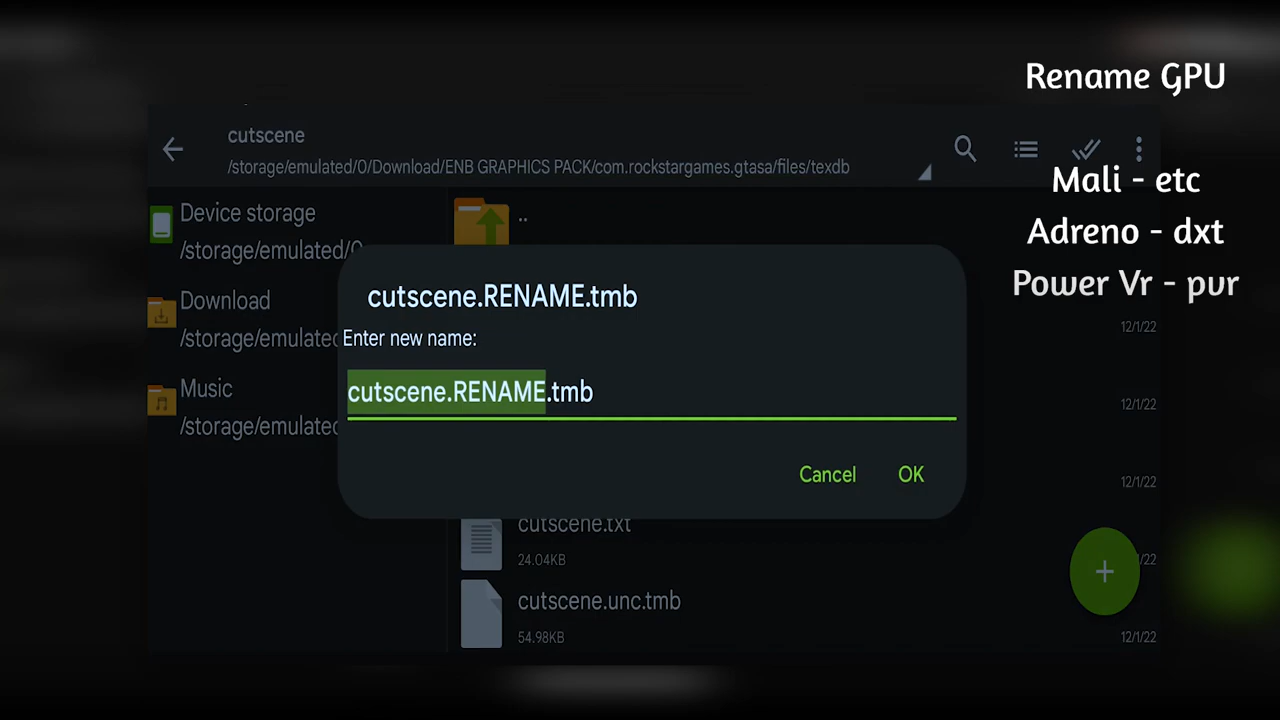 Rename GPU
Mali - etc
Adreno - dxt
Power Vr - pvr
cutscene
/storage/emulated/0/Download/ENB GRAPHICS PACK/com.rockstargames.gtasa/files/texdb
Device storage
/storage/emulated/0
Download
/storage/emulated
Music
/storage/emulated
..
cutscene.RENAME.tmb
Enter new name:
cutscene.RENAME.tmb
Cancel
OK
12/1/22
12/1/22
12/1/22
cutscene.txt
24.04KB
/22
cutscene.unc.tmb
54.98KB
12/1/22